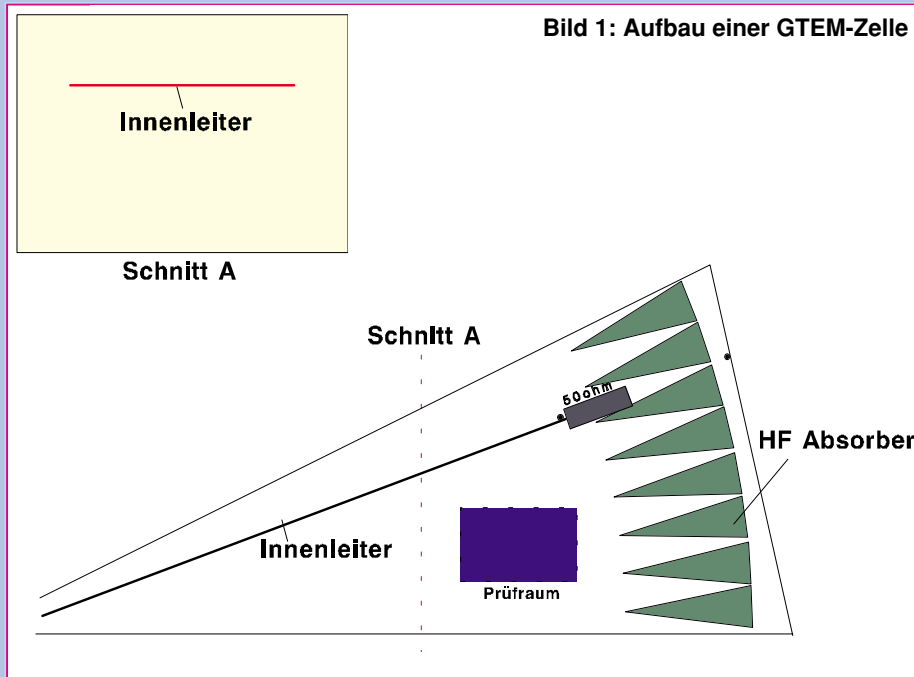 Bild 1: Aufbau einer GTEM-Zelle
Innenleiter
Schnitt A
Schnitt A
50ohm
HF Absorber
Innenleiter
Prüfraum